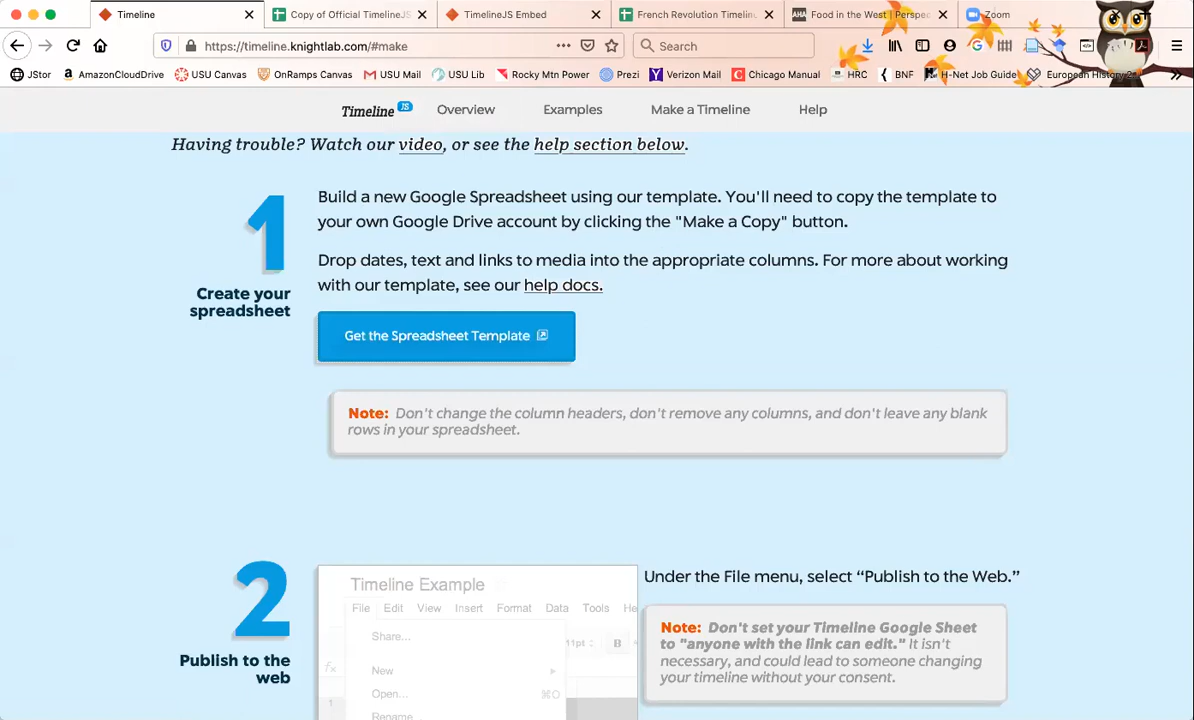 Timeline
Copy of Official TimelineJS
TimelineJS Embed
French Revolution Timeline
AHA Food in the West | Perspec
Zoom
https://timeline.knightlab.com/#make
Search
JStor
AmazonCloudDrive
USU Canvas
OnRamps Canvas
USU Mail
USU Lib
Rocky Mtn Power
Prezi
Verizon Mail
Chicago Manual
HRC
BNF
H-Net Job Guide
Timeline JS
Overview
Examples
Make a Timeline
Help
Having trouble? Watch our video, or see the help section below.
1
Create your
spreadsheet
Build a new Google Spreadsheet using our template. You'll need to copy the template to
your own Google Drive account by clicking the "Make a Copy" button.
Drop dates, text and links to media into the appropriate columns. For more about working
with our template, see our help docs.
Get the Spreadsheet Template
Note: Don't change the column headers, don't remove any columns, and don't leave any blank
rows in your spreadsheet.
2
Publish to the
web
Timeline Example
File Edit View Insert Format Data Tools He
Share...
11pt
B
fx
New
Open...
⌘O
Rename...
1
Under the File menu, select “Publish to the Web.”
Note: Don't set your Timeline Google Sheet
to "anyone with the link can edit." It isn't
necessary, and could lead to someone changing
your timeline without your consent.